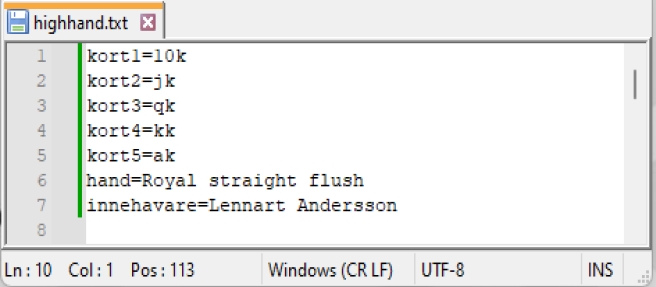 highhand.txt
1 kort1=10k
2 kort2=jk
3 kort3=qk
4 kort4=kk
5 kort5=ak
6 hand=Royal straight flush
7 innehavare=Lennart Andersson
8
Ln: 10 Col: 1 Pos: 113 Windows (CR LF) UTF-8 INS